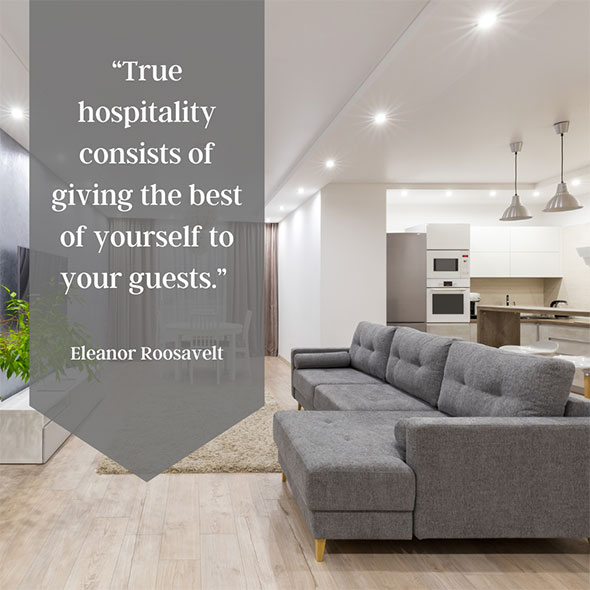 “True
hospitality
consists of
giving the best
of yourself to
your guests.”
Eleanor Roosavelt